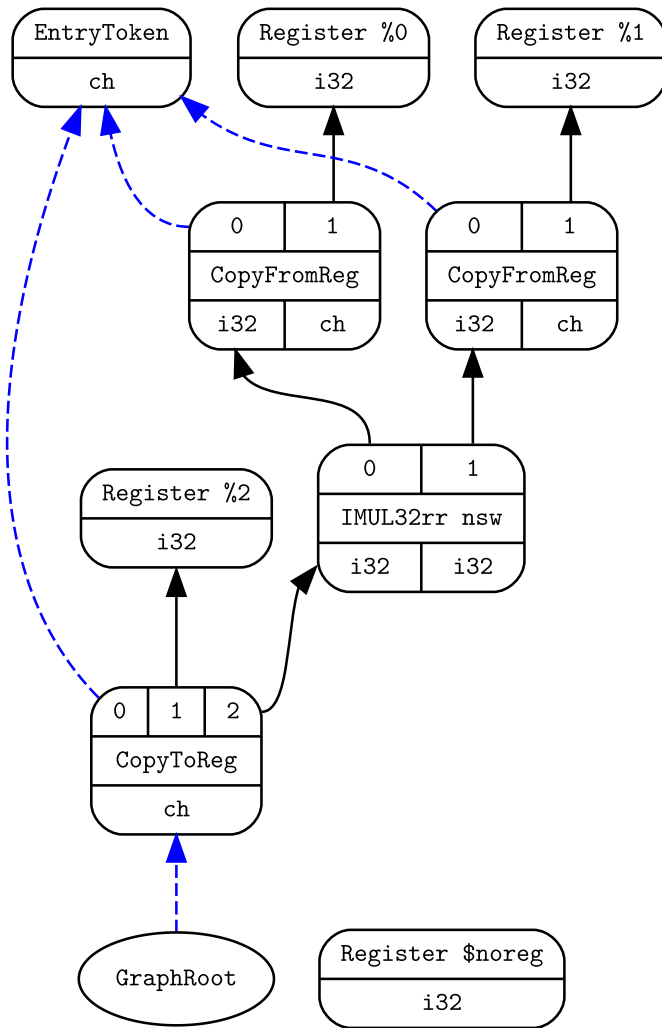 EntryToken
ch
Register %0
i32
Register %1
i32
0 1
CopyFromReg
i32 ch
0 1
CopyFromReg
i32 ch
0 1
IMUL32rr nsw
i32 i32
Register %2
i32
0 1 2
CopyToReg
ch
GraphRoot
Register $noreg
i32